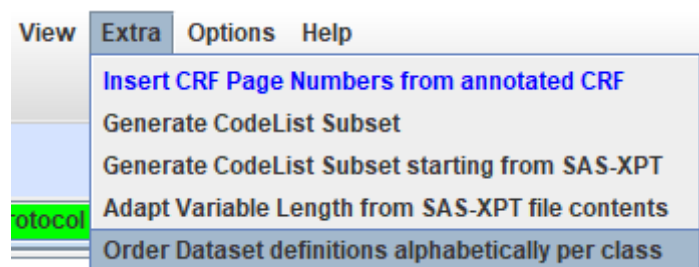 View Extra Options Help
Insert CRF Page Numbers from annotated CRF
Generate CodeList Subset
Generate CodeList Subset starting from SAS-XPT
otocol Adapt Variable Length from SAS-XPT file contents
Order Dataset definitions alphabetically per class